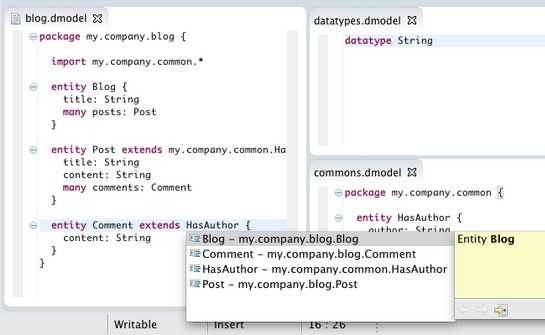 blog.dmodel
package my.company.blog {
import my.company.common.*
entity Blog {
title: String
many posts: Post
}
entity Post extends my.company.common.Ha
title: String
content: String
many comments: Comment
}
entity Comment extends HasAuthor {
content: String
}
}
datatypes.dmodel
datatype String
commons.dmodel
package my.company.common {
entity HasAuthor {
author: String
Blog – my.company.blog.Blog
Comment – my.company.blog.Comment
HasAuthor – my.company.common.HasAuthor
Post – my.company.blog.Post
Entity Blog
Writable
Insert
16 : 26